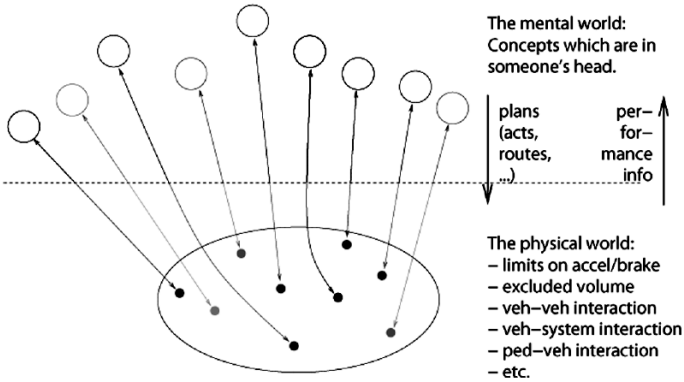 The mental world:
Concepts which are in
someone's head.
plans
(acts,
routes,
...)
per–
for–
mance
info
The physical world:
– limits on accel/brake
– excluded volume
– veh–veh interaction
– veh–system interaction
– ped–veh interaction
– etc.